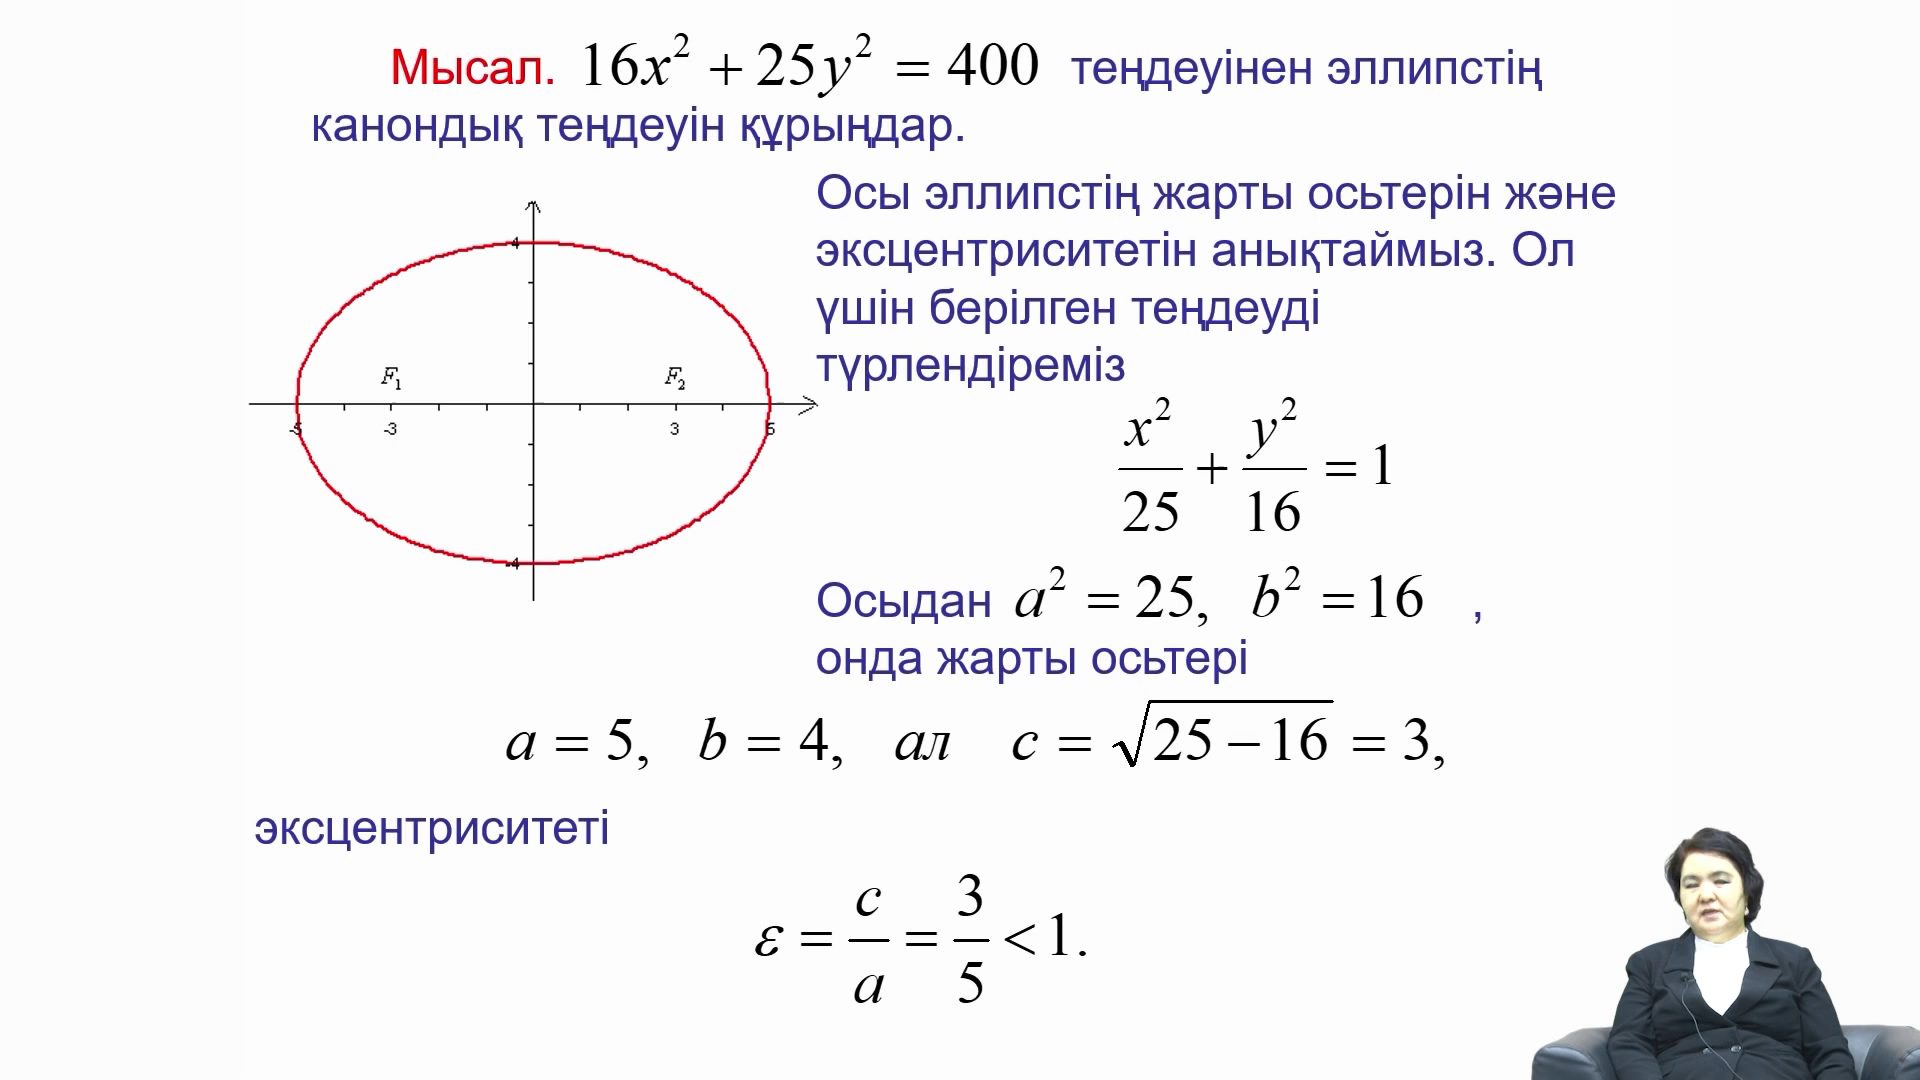 Мысал. 16x² + 25y² = 400 теңдеуінен эллипстің
канондық теңдеуін құрыңдар.
Осы эллипстің жарты осьтерін және
эксцентриситетін анықтаймыз. Ол
үшін берілген теңдеуді
түрлендіреміз
4
F₁ F₂
-5 -3 3 5
-4
x²/25 + y²/16 = 1
Осыдан a² = 25, b² = 16 ,
онда жарты осьтері
a = 5, b = 4, ал c = √(25 − 16) = 3,
эксцентриситеті
ε = c/a = 3/5 < 1.